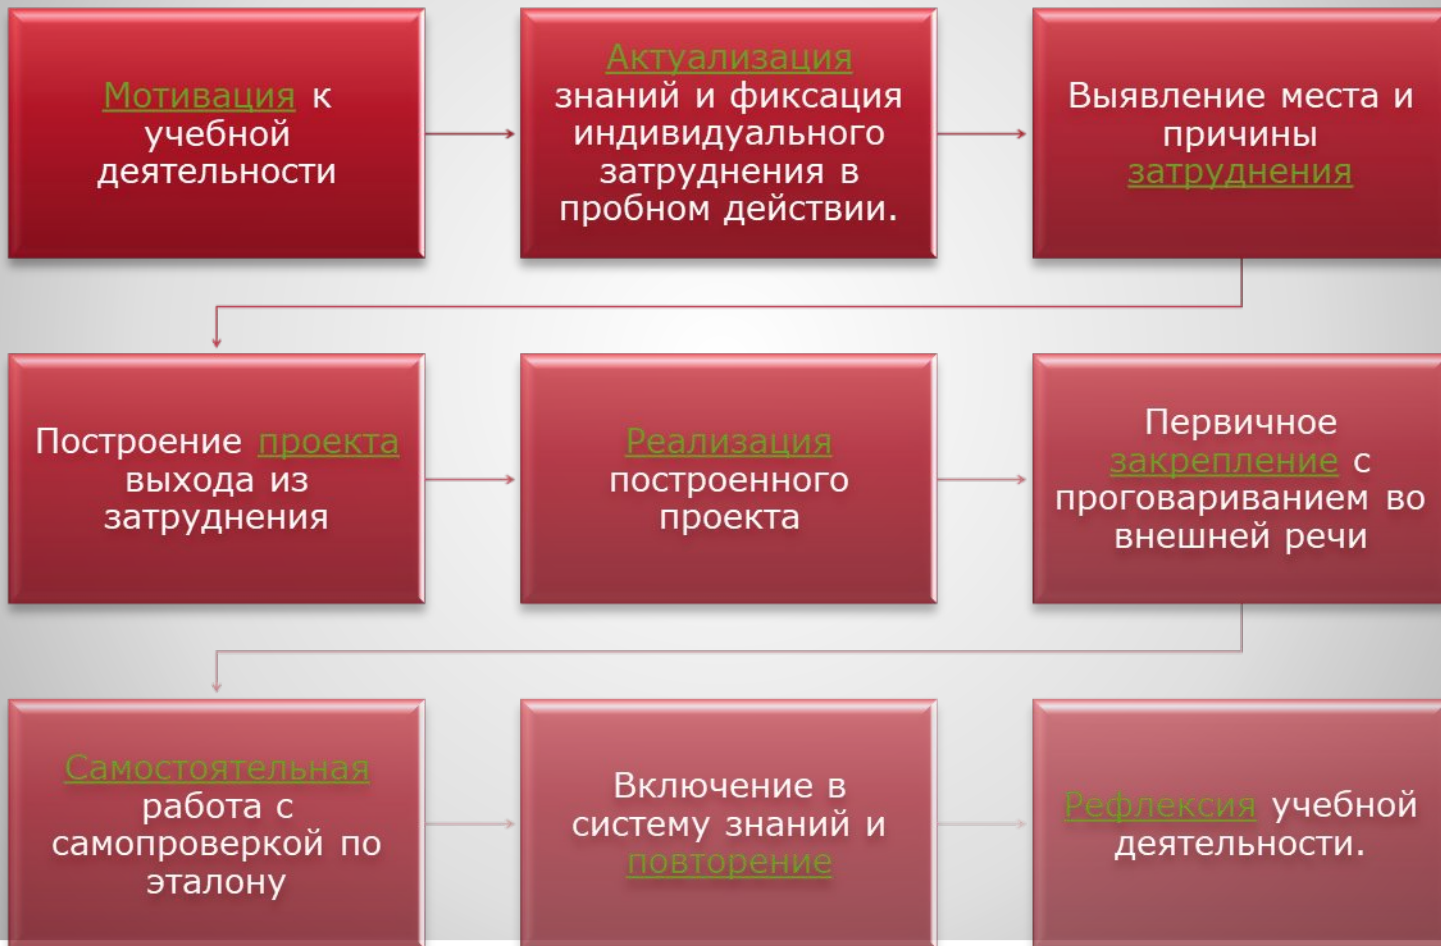 Мотивация к
учебной
деятельности
Актуализация
знаний и фиксация
индивидуального
затруднения в
пробном действии.
Выявление места и
причины
затруднения
Построение проекта
выхода из
затруднения
Реализация
построенного
проекта
Первичное
закрепление с
проговариванием во
внешней речи
Самостоятельная
работа с
самопроверкой по
эталону
Включение в
систему знаний и
повторение
Рефлексия учебной
деятельности.